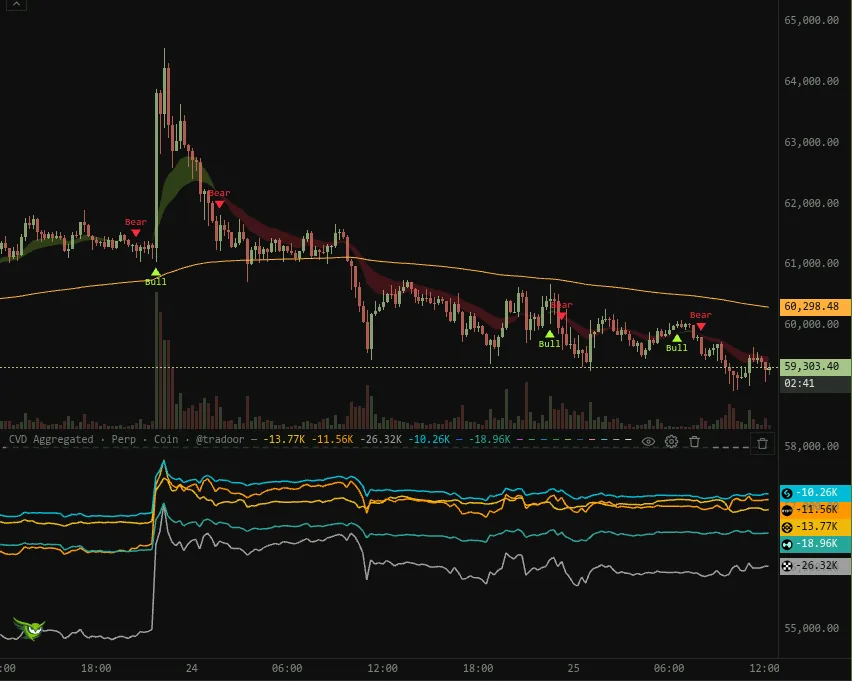 65,000.00
64,000.00
63,000.00
Bear
62,000.00
Bear
61,000.00
Bull
60,298.48
Bear
Bear
60,000.00
Bull
Bull
59,303.40
02:41
CVD Aggregated · Perp · Coin · @tradoor -13.77K -11.56K -26.32K -10.26K -18.96K
58,000.00
-10.26K
-11.56K
-13.77K
-18.96K
-26.32K
55,000.00
:00 18:00 24 06:00 12:00 18:00 25 06:00 12:00